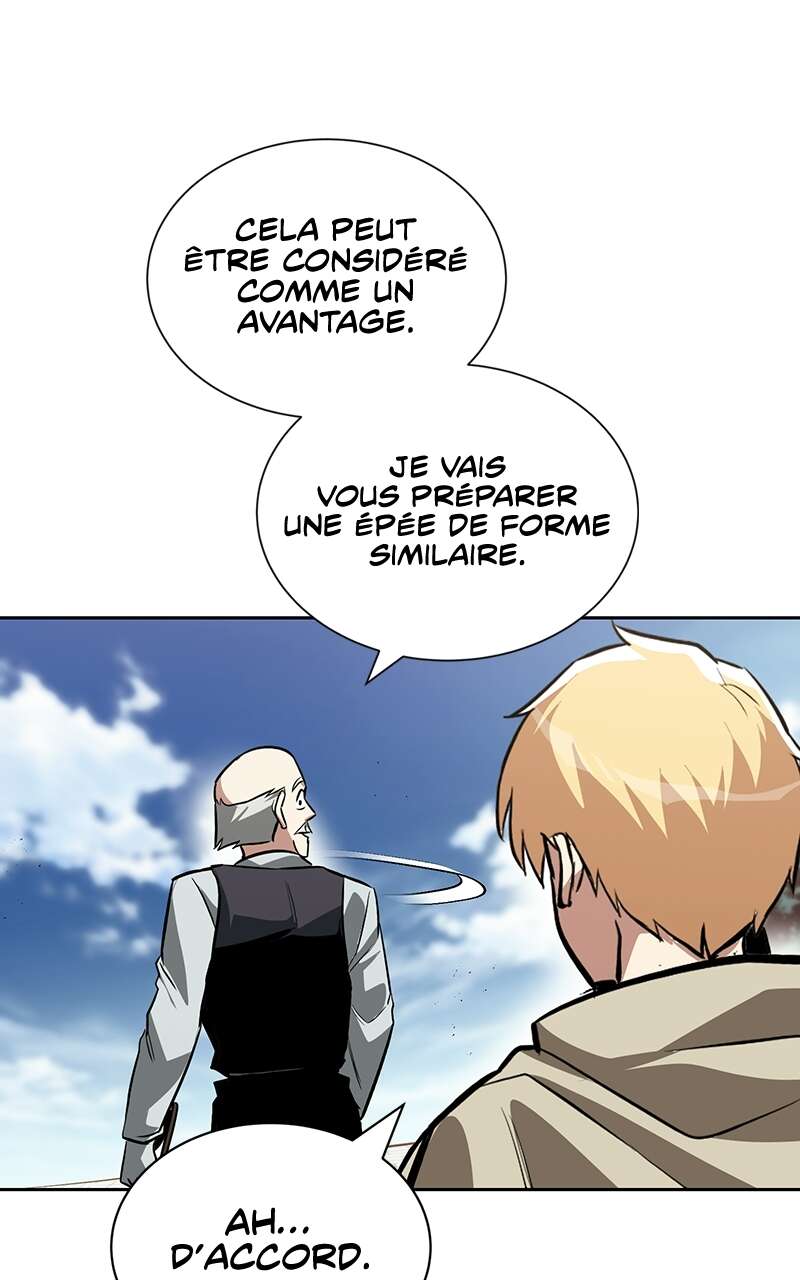 CELA PEUT
ÊTRE CONSIDÉRÉ
COMME UN
AVANTAGE.
JE VAIS
VOUS PRÉPARER
UNE ÉPÉE DE FORME
SIMILAIRE.
AH...
D'ACCORD.